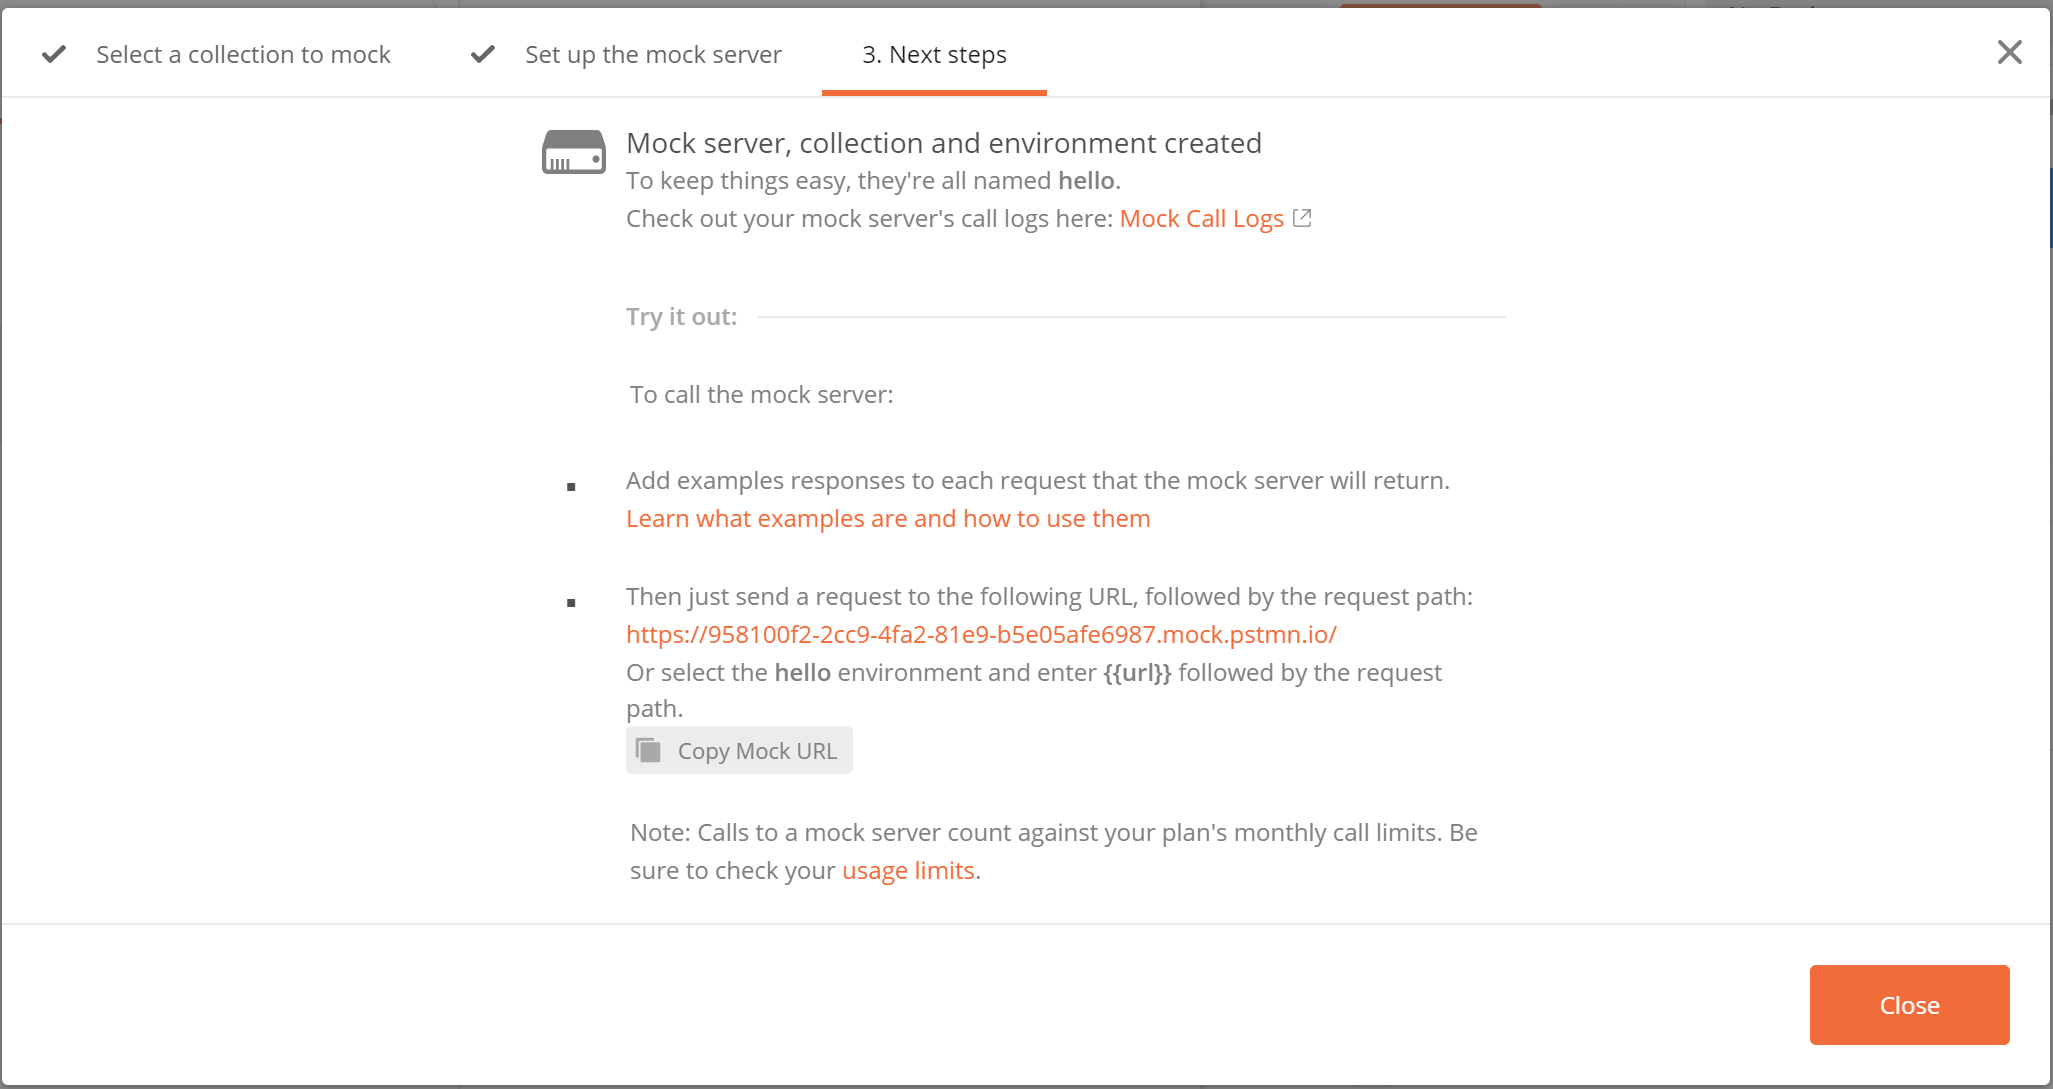 Select a collection to mock
Set up the mock server
3. Next steps
Mock server, collection and environment created
To keep things easy, they're all named hello.
Check out your mock server's call logs here: Mock Call Logs
Try it out:
To call the mock server:
Add examples responses to each request that the mock server will return.
Learn what examples are and how to use them
Then just send a request to the following URL, followed by the request path:
https://958100f2-2cc9-4fa2-81e9-b5e05afe6987.mock.pstmn.io/
Or select the hello environment and enter {{url}} followed by the request
path.
Copy Mock URL
Note: Calls to a mock server count against your plan's monthly call limits. Be
sure to check your usage limits.
Close